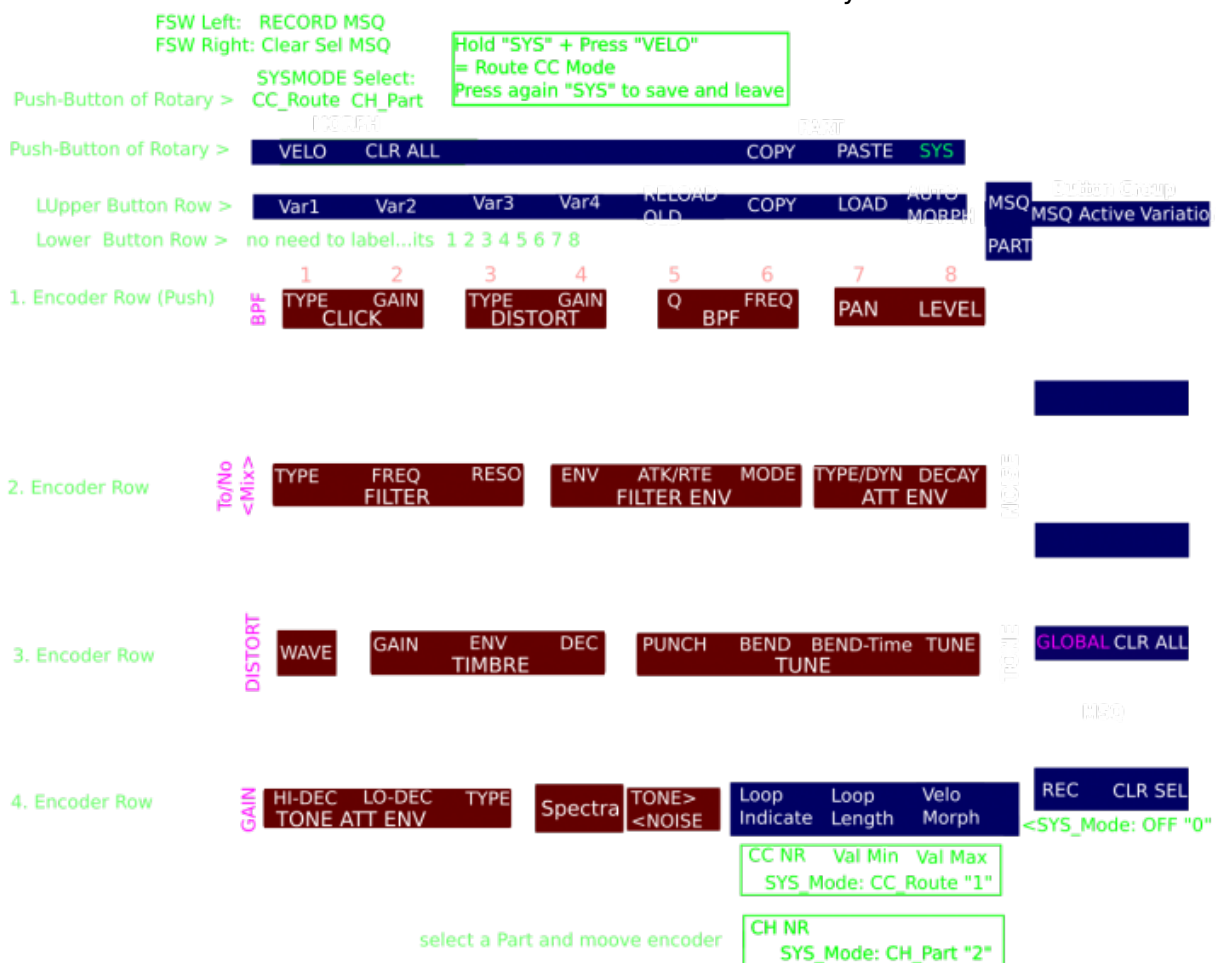 FSW Left: RECORD MSQ
FSW Right: Clear Sel MSQ
Hold "SYS" + Press "VELO"
= Route CC Mode
Press again "SYS" to save and leave
SYSMODE Select:
Push-Button of Rotary > CC_Route CH_Part
MORPH PART
Push-Button of Rotary > VELO CLR ALL COPY PASTE SYS
LUpper Button Row > Var1 Var2 Var3 Var4 RELOAD OLD COPY LOAD AUTO MORPH MSQ
Button Group
MSQ Active Variatio
Lower Button Row > no need to label...its 1 2 3 4 5 6 7 8
PART
1 2 3 4 5 6 7 8
1. Encoder Row (Push)
BPF
TYPE GAIN TYPE GAIN Q FREQ PAN LEVEL
CLICK DISTORT BPF
2. Encoder Row
To/No
<Mix>
TYPE FREQ RESO ENV ATK/RTE MODE TYPE/DYN DECAY
FILTER FILTER ENV ATT ENV
NOISE
3. Encoder Row
DISTORT
WAVE GAIN ENV DEC PUNCH BEND BEND-Time TUNE
TIMBRE TUNE
GLOBAL CLR ALL
4. Encoder Row
GAIN
HI-DEC LO-DEC TYPE
TONE ATT ENV
Spectra
TONE>
<NOISE
Loop Loop Velo
Indicate Length Morph
REC CLR SEL
<SYS_Mode: OFF "0"
CC NR Val Min Val Max
SYS_Mode: CC_Route "1"
select a Part and moove encoder
CH NR
SYS_Mode: CH_Part "2"